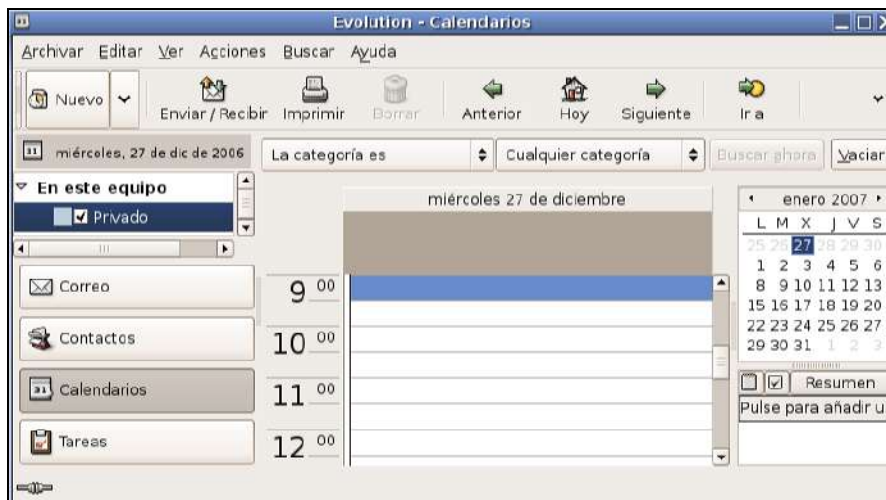 Evolution - Calendarios
Archivar Editar Ver Acciones Buscar Ayuda
Nuevo Enviar / Recibir Imprimir Borrar Anterior Hoy Siguiente Ir a
miércoles, 27 de dic de 2006 La categoría es Cualquier categoría Buscar ahora Vaciar
En este equipo
Privado
Correo
Contactos
Calendarios
Tareas
miércoles 27 de diciembre
9 00
10 00
11 00
12 00
enero 2007
L M X J V S
25 26 27 28 29 30
1 2 3 4 5 6
8 9 10 11 12 13
15 16 17 18 19 20
22 23 24 25 26 27
29 30 31 1 2 3
Resumen
Pulse para añadir u